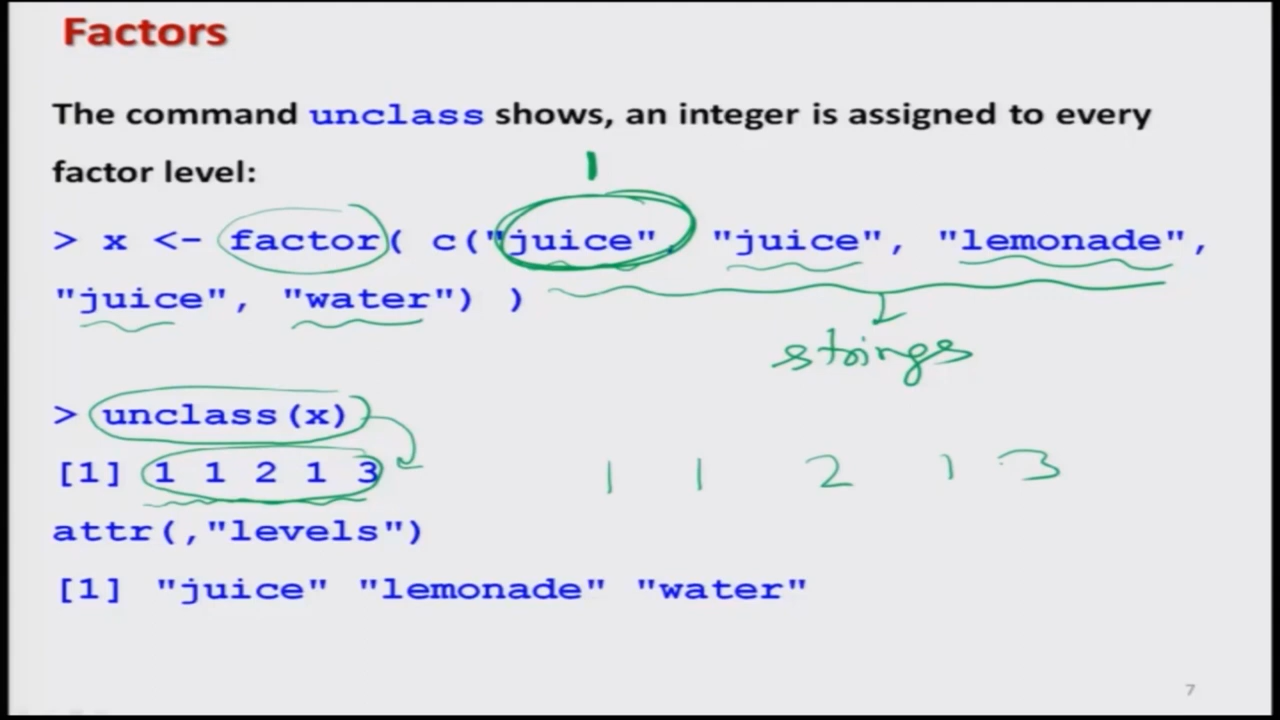 Factors
The command unclass shows, an integer is assigned to every
factor level:
1
> x <- factor( c("juice", "juice", "lemonade",
"juice", "water") )
strings
> unclass(x)
[1] 1 1 2 1 3 1 1 2 1 3
attr(,"levels")
[1] "juice" "lemonade" "water"
7